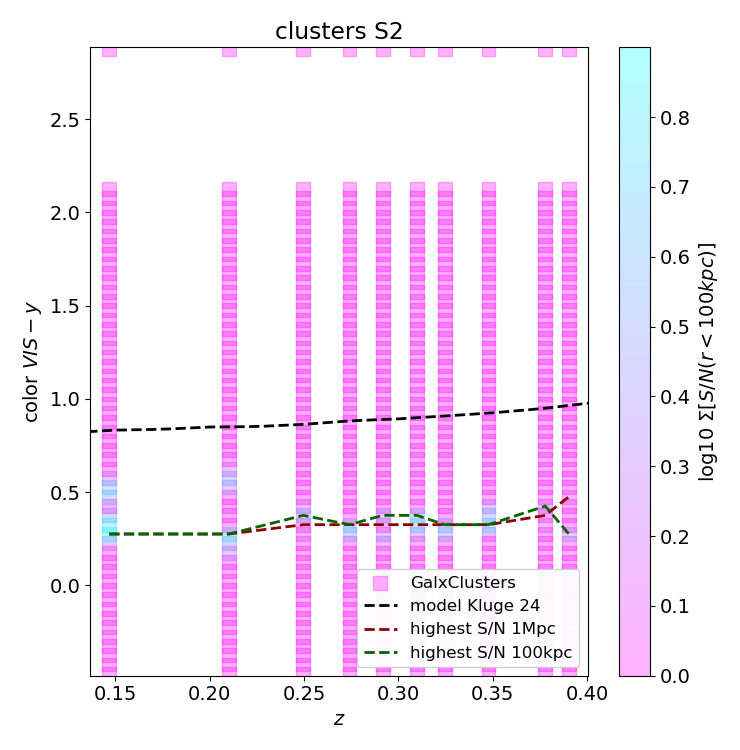 clusters S2
color VIS − y
2.5
2.0
1.5
1.0
0.5
0.0
0.15
0.20
0.25
0.30
0.35
0.40
z
GalxClusters
model Kluge 24
highest S/N 1Mpc
highest S/N 100kpc
0.8
0.7
0.6
0.5
0.4
0.3
0.2
0.1
0.0
log10 Σ[S/N(r < 100kpc)]